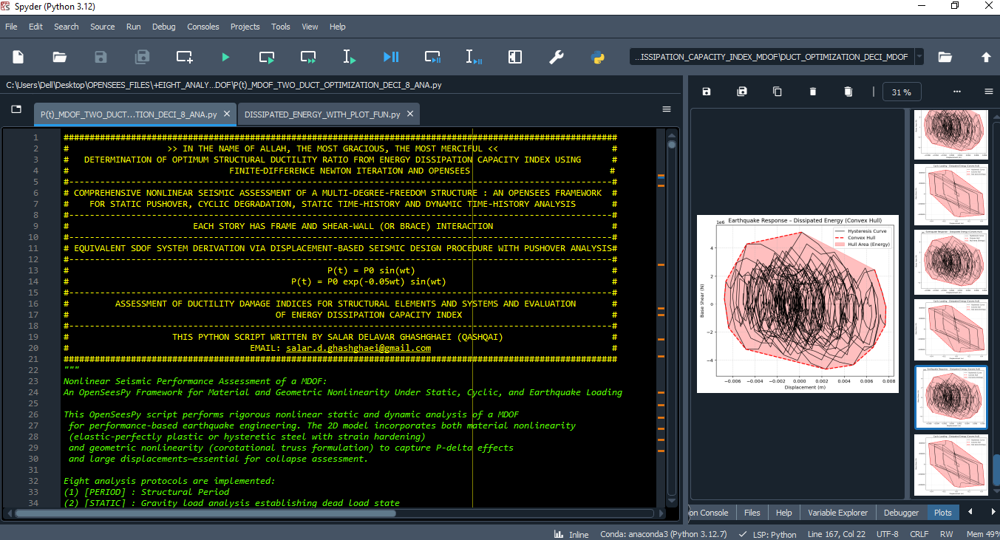 Spyder (Python 3.12)
File Edit Search Source Run Debug Consoles Projects Tools View Help
...ISSIPATION_CAPACITY_INDEX_MDOF\DUCT_OPTIMIZATION_DECI_MDOF
C:\Users\Dell\Desktop\OPENSEES_FILES\+EIGHT_ANALY...DOF\P(t)_MDOF_TWO_DUCT_OPTIMIZATION_DECI_8_ANA.py
P(t)_MDOF_TWO_DUCT...TION_DECI_8_ANA.py
DISSIPATED_ENERGY_WITH_PLOT_FUN.py
1 ###########################################################################################################
2 # >> IN THE NAME OF ALLAH, THE MOST GRACIOUS, THE MOST MERCIFUL << #
3 # DETERMINATION OF OPTIMUM STRUCTURAL DUCTILITY RATIO FROM ENERGY DISSIPATION CAPACITY INDEX USING #
4 # FINITE-DIFFERENCE NEWTON ITERATION AND OPENSEES #
5 #---------------------------------------------------------------------------------------------------------#
6 # COMPREHENSIVE NONLINEAR SEISMIC ASSESSMENT OF A MULTI-DEGREE-FREEDOM STRUCTURE : AN OPENSEES FRAMEWORK #
7 # FOR STATIC PUSHOVER, CYCLIC DEGRADATION, STATIC TIME-HISTORY AND DYNAMIC TIME-HISTORY ANALYSIS #
8 #---------------------------------------------------------------------------------------------------------#
9 # EACH STORY HAS FRAME AND SHEAR-WALL (OR BRACE) INTERACTION #
10 #---------------------------------------------------------------------------------------------------------#
11 # EQUIVALENT SDOF SYSTEM DERIVATION VIA DISPLACEMENT-BASED SEISMIC DESIGN PROCEDURE WITH PUSHOVER ANALYSIS#
12 #---------------------------------------------------------------------------------------------------------#
13 # P(t) = P0 sin(wt) #
14 # P(t) = P0 exp(-0.05wt) sin(wt) #
15 #---------------------------------------------------------------------------------------------------------#
16 # ASSESSMENT OF DUCTILITY DAMAGE INDICES FOR STRUCTURAL ELEMENTS AND SYSTEMS AND EVALUATION #
17 # OF ENERGY DISSIPATION CAPACITY INDEX #
18 #---------------------------------------------------------------------------------------------------------#
19 # THIS PYTHON SCRIPT WRITTEN BY SALAR DELAVAR GHASHGHAEI (QASHQAI) #
20 # EMAIL: salar.d.ghashghaei@gmail.com #
21 ###########################################################################################################
22 """
23 Nonlinear Seismic Performance Assessment of a MDOF:
24 An OpenSeesPy Framework for Material and Geometric Nonlinearity Under Static, Cyclic, and Earthquake Loading
25
26 This OpenSeesPy script performs rigorous nonlinear static and dynamic analysis of a MDOF
27 for performance-based earthquake engineering. The 2D model incorporates both material nonlinearity
28 (elastic-perfectly plastic or hysteretic steel with strain hardening)
29 and geometric nonlinearity (corotational truss formulation) to capture P-delta effects
30 and large displacements—essential for collapse assessment.
31
32 Eight analysis protocols are implemented:
33 (1) [PERIOD] : Structural Period
34 (2) [STATIC] : Gravity load analysis establishing dead load state
31 %
1e6 Earthquake Response – Dissipated Energy (Convex Hull)
Hysteresis Curve
Convex Hull
Hull Area (Energy)
4
2
0
−2
−4
Base Shear (N)
−0.006 −0.004 −0.002 0.000 0.002 0.004 0.006 0.008
Displacement (m)
on Console Files Help Variable Explorer Debugger Plots
Inline Conda: anaconda3 (Python 3.12.7) LSP: Python Line 167, Col 22 UTF-8 CRLF RW Mem 49%